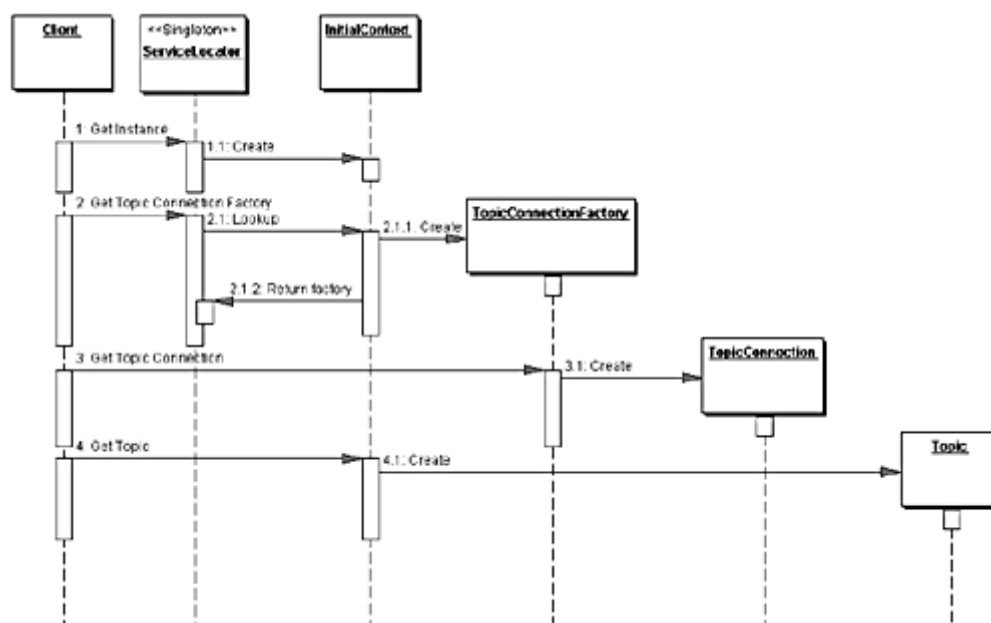 Client
<<Singleton>>
ServiceLocator
InitialContext
1: Get Instance
1.1: Create
2: Get Topic Connection Factory
2.1: Lookup
2.1.1: Create
TopicConnectionFactory
2.1.2: Return factory
3: Get Topic Connection
3.1: Create
TopicConnection
4: Get Topic
4.1: Create
Topic